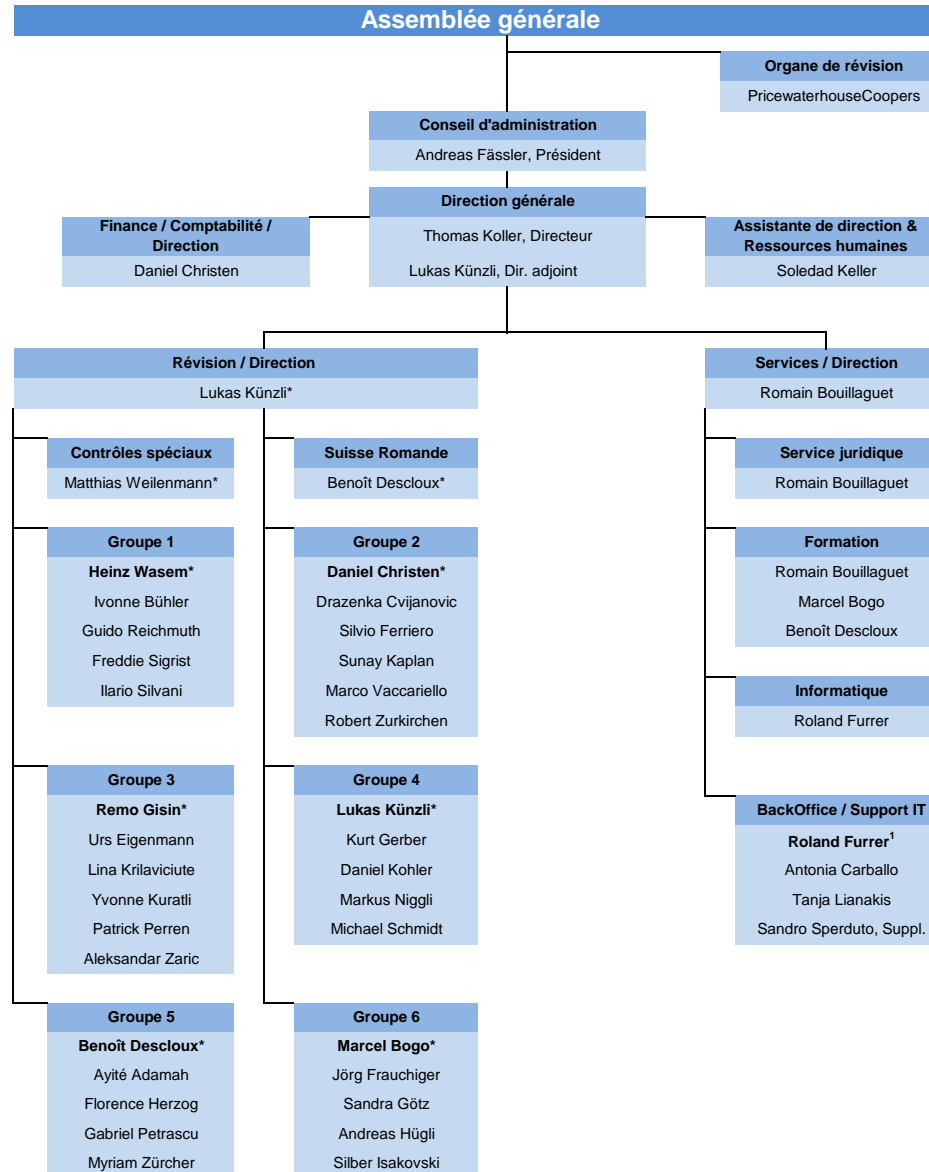 Assemblée générale
Organe de révision
PricewaterhouseCoopers
Conseil d'administration
Andreas Fässler, Président
Direction générale
Thomas Koller, Directeur
Lukas Künzli, Dir. adjoint
Finance / Comptabilité /
Direction
Daniel Christen
Assistante de direction &
Ressources humaines
Soledad Keller
Révision / Direction
Lukas Künzli*
Services / Direction
Romain Bouillaguet
Contrôles spéciaux
Matthias Weilenmann*
Suisse Romande
Benoît Descloux*
Service juridique
Romain Bouillaguet
Groupe 1
Heinz Wasem*
Ivonne Bühler
Guido Reichmuth
Freddie Sigrist
Ilario Silvani
Groupe 2
Daniel Christen*
Drazenka Cvijanovic
Silvio Ferriero
Sunay Kaplan
Marco Vaccariello
Robert Zurkirchen
Formation
Romain Bouillaguet
Marcel Bogo
Benoît Descloux
Informatique
Roland Furrer
Groupe 3
Remo Gisin*
Urs Eigenmann
Lina Krilaviciute
Yvonne Kuratli
Patrick Perren
Aleksandar Zaric
Groupe 4
Lukas Künzli*
Kurt Gerber
Daniel Kohler
Markus Niggli
Michael Schmidt
BackOffice / Support IT
Roland Furrer¹
Antonia Carballo
Tanja Lianakis
Sandro Sperduto, Suppl.
Groupe 5
Benoît Descloux*
Ayité Adamah
Florence Herzog
Gabriel Petrascu
Myriam Zürcher
Groupe 6
Marcel Bogo*
Jörg Frauchiger
Sandra Götz
Andreas Hügli
Silber Isakovski